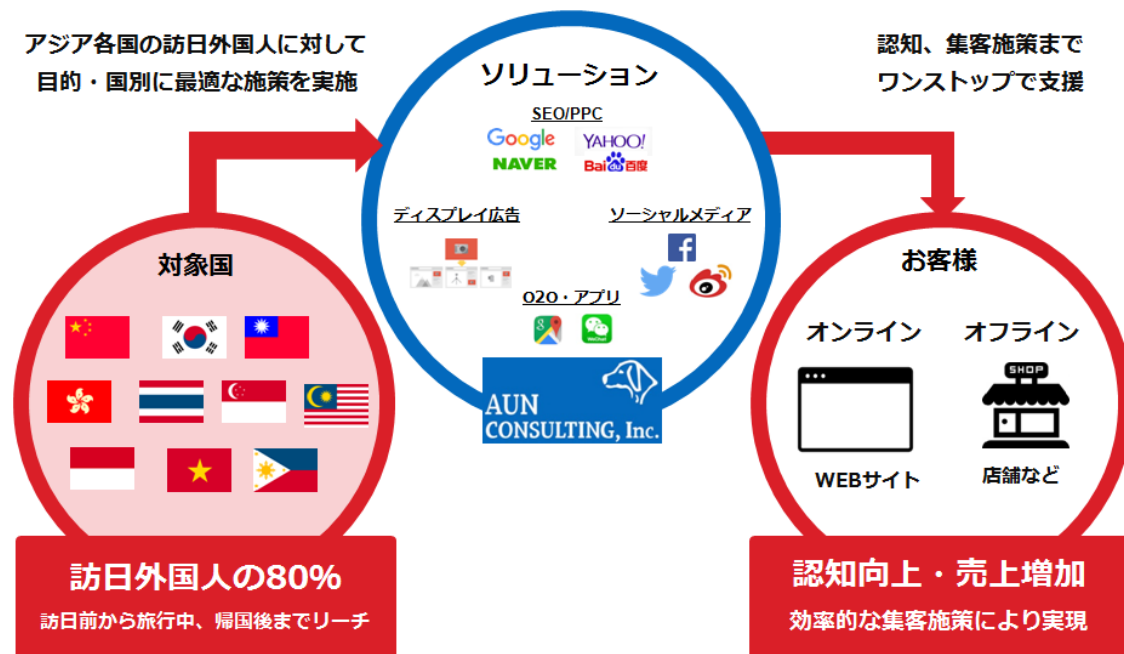 アジア各国の訪日外国人に対して
目的・国別に最適な施策を実施
ソリューション
SEO/PPC
Google
YAHOO!
NAVER
Bai du 百度
ディスプレイ広告
ソーシャルメディア
O2O・アプリ
WeChat
AUN
CONSULTING, Inc.
認知、集客施策まで
ワンストップで支援
対象国
訪日外国人の80%
訪日前から旅行中、帰国後までリーチ
お客様
オンライン
オフライン
SHOP
WEBサイト
店舗など
認知向上・売上増加
効率的な集客施策により実現